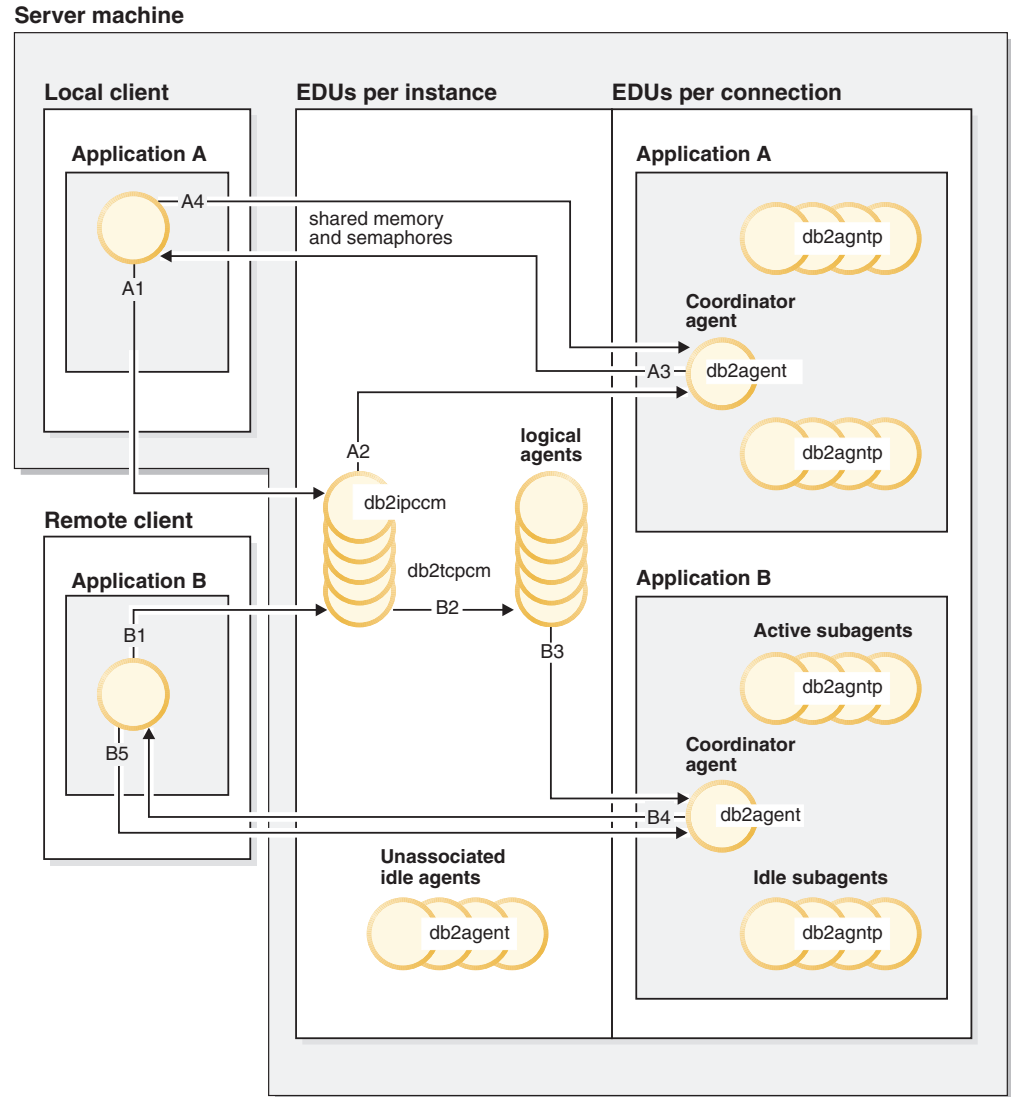 Server machine
Local client
EDUs per instance
EDUs per connection
Application A
Application A
A4
shared memory
and semaphores
db2agntp
A1
Coordinator
agent
A3
db2agent
A2
logical
agents
db2agntp
db2ipccm
Remote client
db2tcpcm
Application B
Application B
B2
B1
Active subagents
B3
db2agntp
B5
Coordinator
agent
B4
db2agent
Unassociated
idle agents
Idle subagents
db2agent
db2agntp